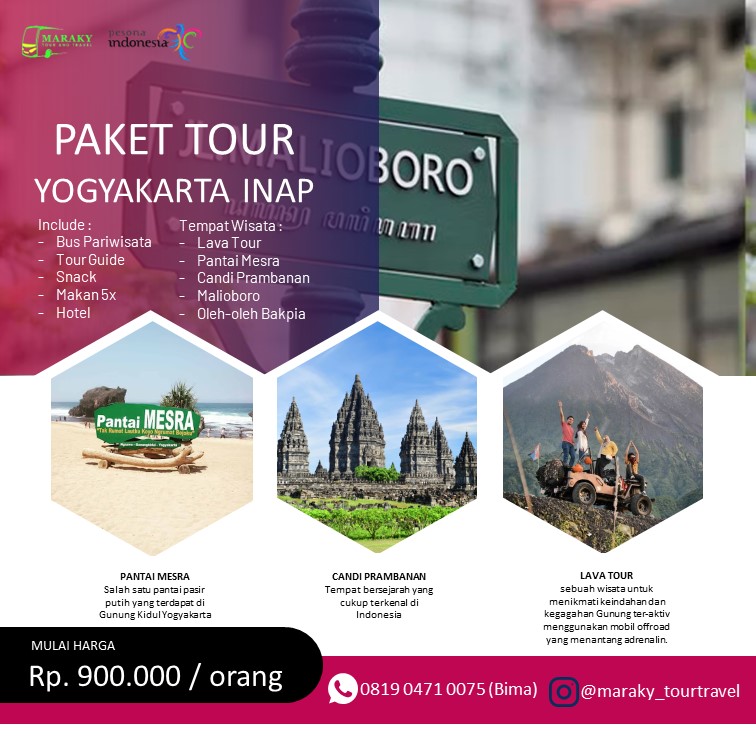 MARAKY
TOUR AND TRAVEL
pesona
indonesia
JL.MALIOBORO
PAKET TOUR
YOGYAKARTA INAP
Include :
- Bus Pariwisata
- Tour Guide
- Snack
- Makan 5x
- Hotel
Tempat Wisata :
- Lava Tour
- Pantai Mesra
- Candi Prambanan
- Malioboro
- Oleh-oleh Bakpia
Pantai MESRA
PANTAI MESRA
Salah satu pantai pasir
putih yang terdapat di
Gunung Kidul Yogyakarta
CANDI PRAMBANAN
Tempat bersejarah yang
cukup terkenal di
Indonesia
LAVA TOUR
sebuah wisata untuk
menikmati keindahan dan
kegagahan Gunung ter-aktiv
menggunakan mobil offroad
yang menantang adrenalin.
MULAI HARGA
Rp. 900.000 / orang
0819 0471 0075 (Bima)
@maraky_tourtravel